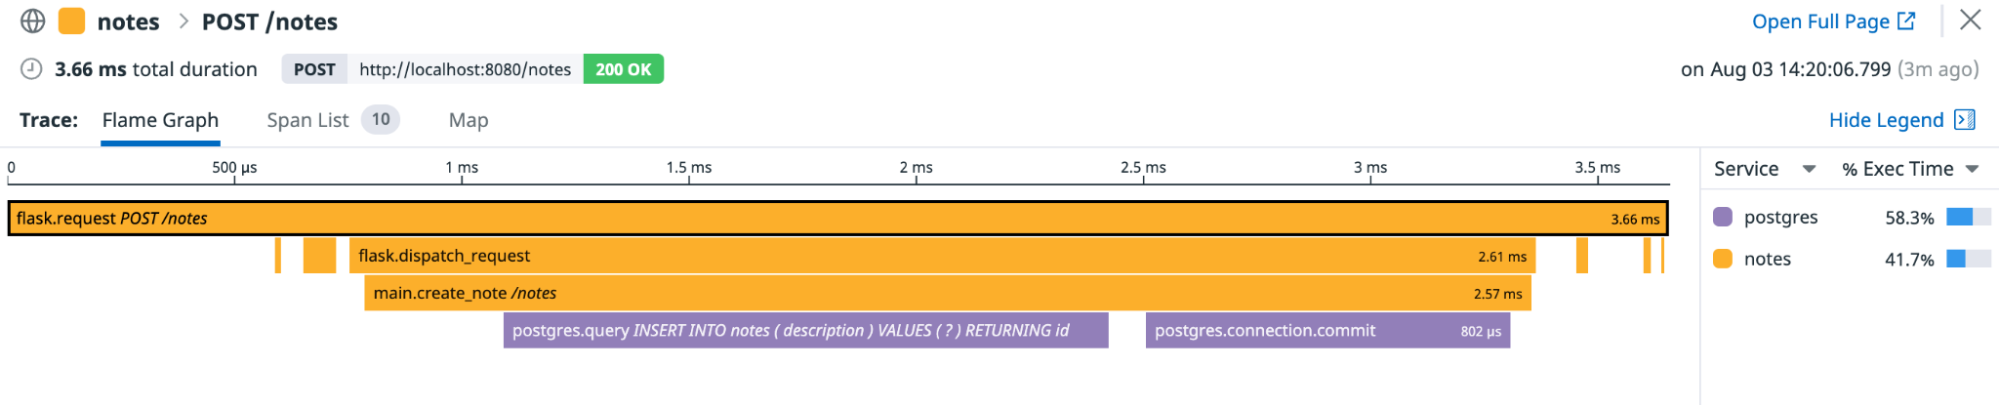 notes > POST /notes
Open Full Page
3.66 ms total duration POST http://localhost:8080/notes 200 OK
on Aug 03 14:20:06.799 (3m ago)
Trace: Flame Graph Span List 10 Map
Hide Legend
0 500 µs 1 ms 1.5 ms 2 ms 2.5 ms 3 ms 3.5 ms
Service % Exec Time
flask.request POST /notes 3.66 ms
postgres 58.3%
flask.dispatch_request 2.61 ms
notes 41.7%
main.create_note /notes 2.57 ms
postgres.query INSERT INTO notes ( description ) VALUES ( ? ) RETURNING id
postgres.connection.commit 802 µs